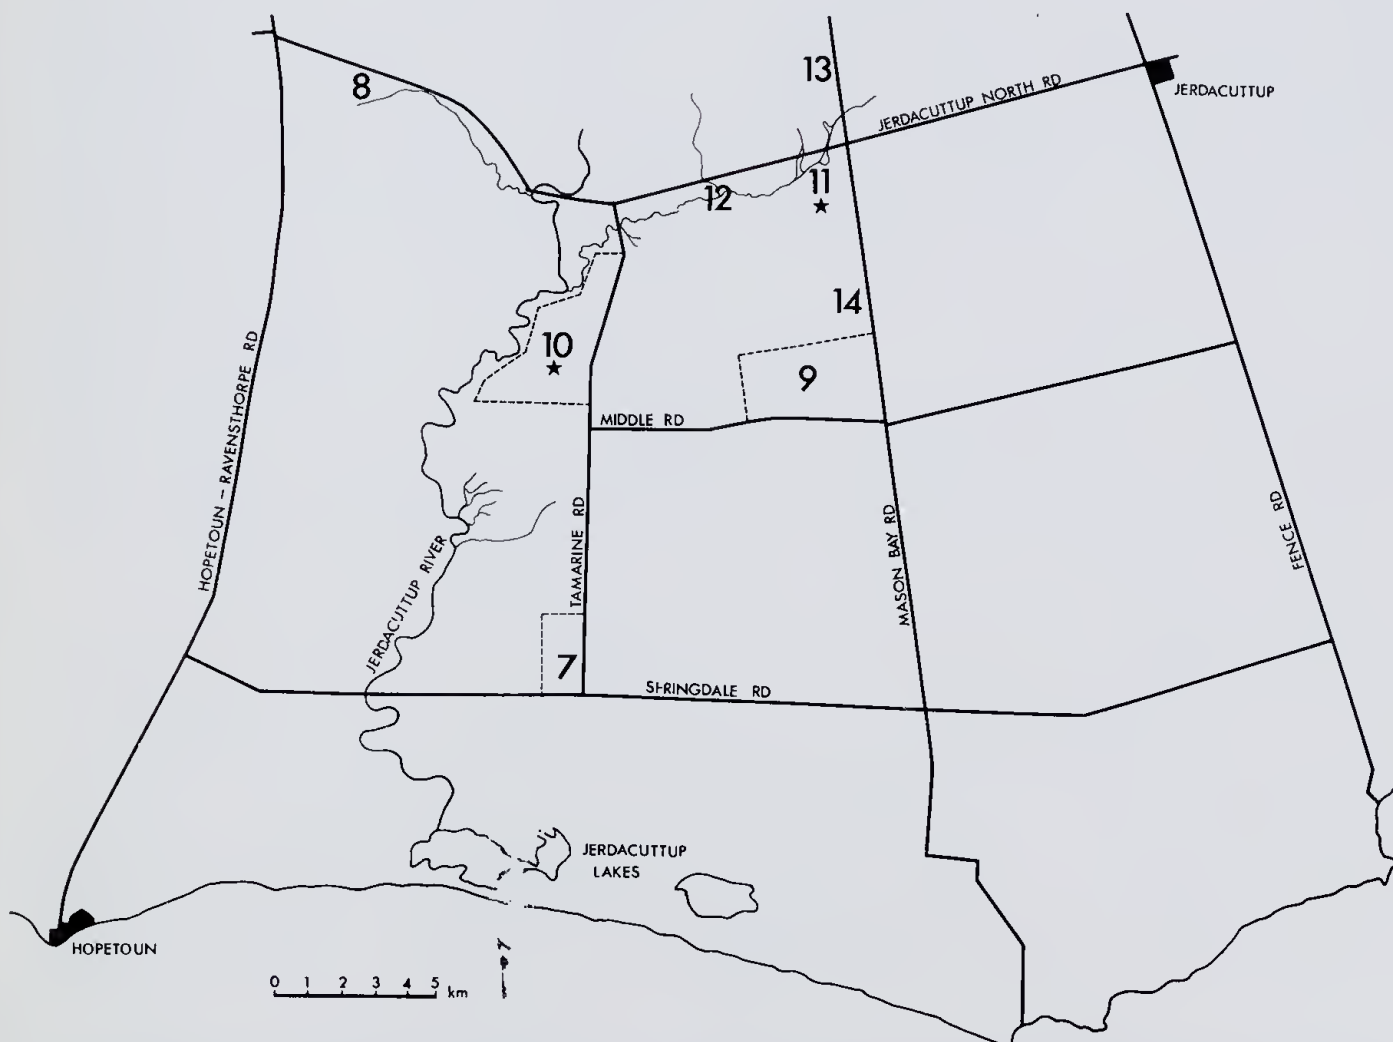 13
8
JERDACUTTUP NORTH RD
JERDACUTTUP
11
12
14
10
9
HOPETOUN - RAVENSTHORPE RD
MIDDLE RD
TAMARINE RD
MASON BAY RD
FENCE RD
JERDACUTTUP RIVER
7
SPRINGDALE RD
JERDACUTTUP
LAKES
HOPETOUN
0 1 2 3 4 5 km